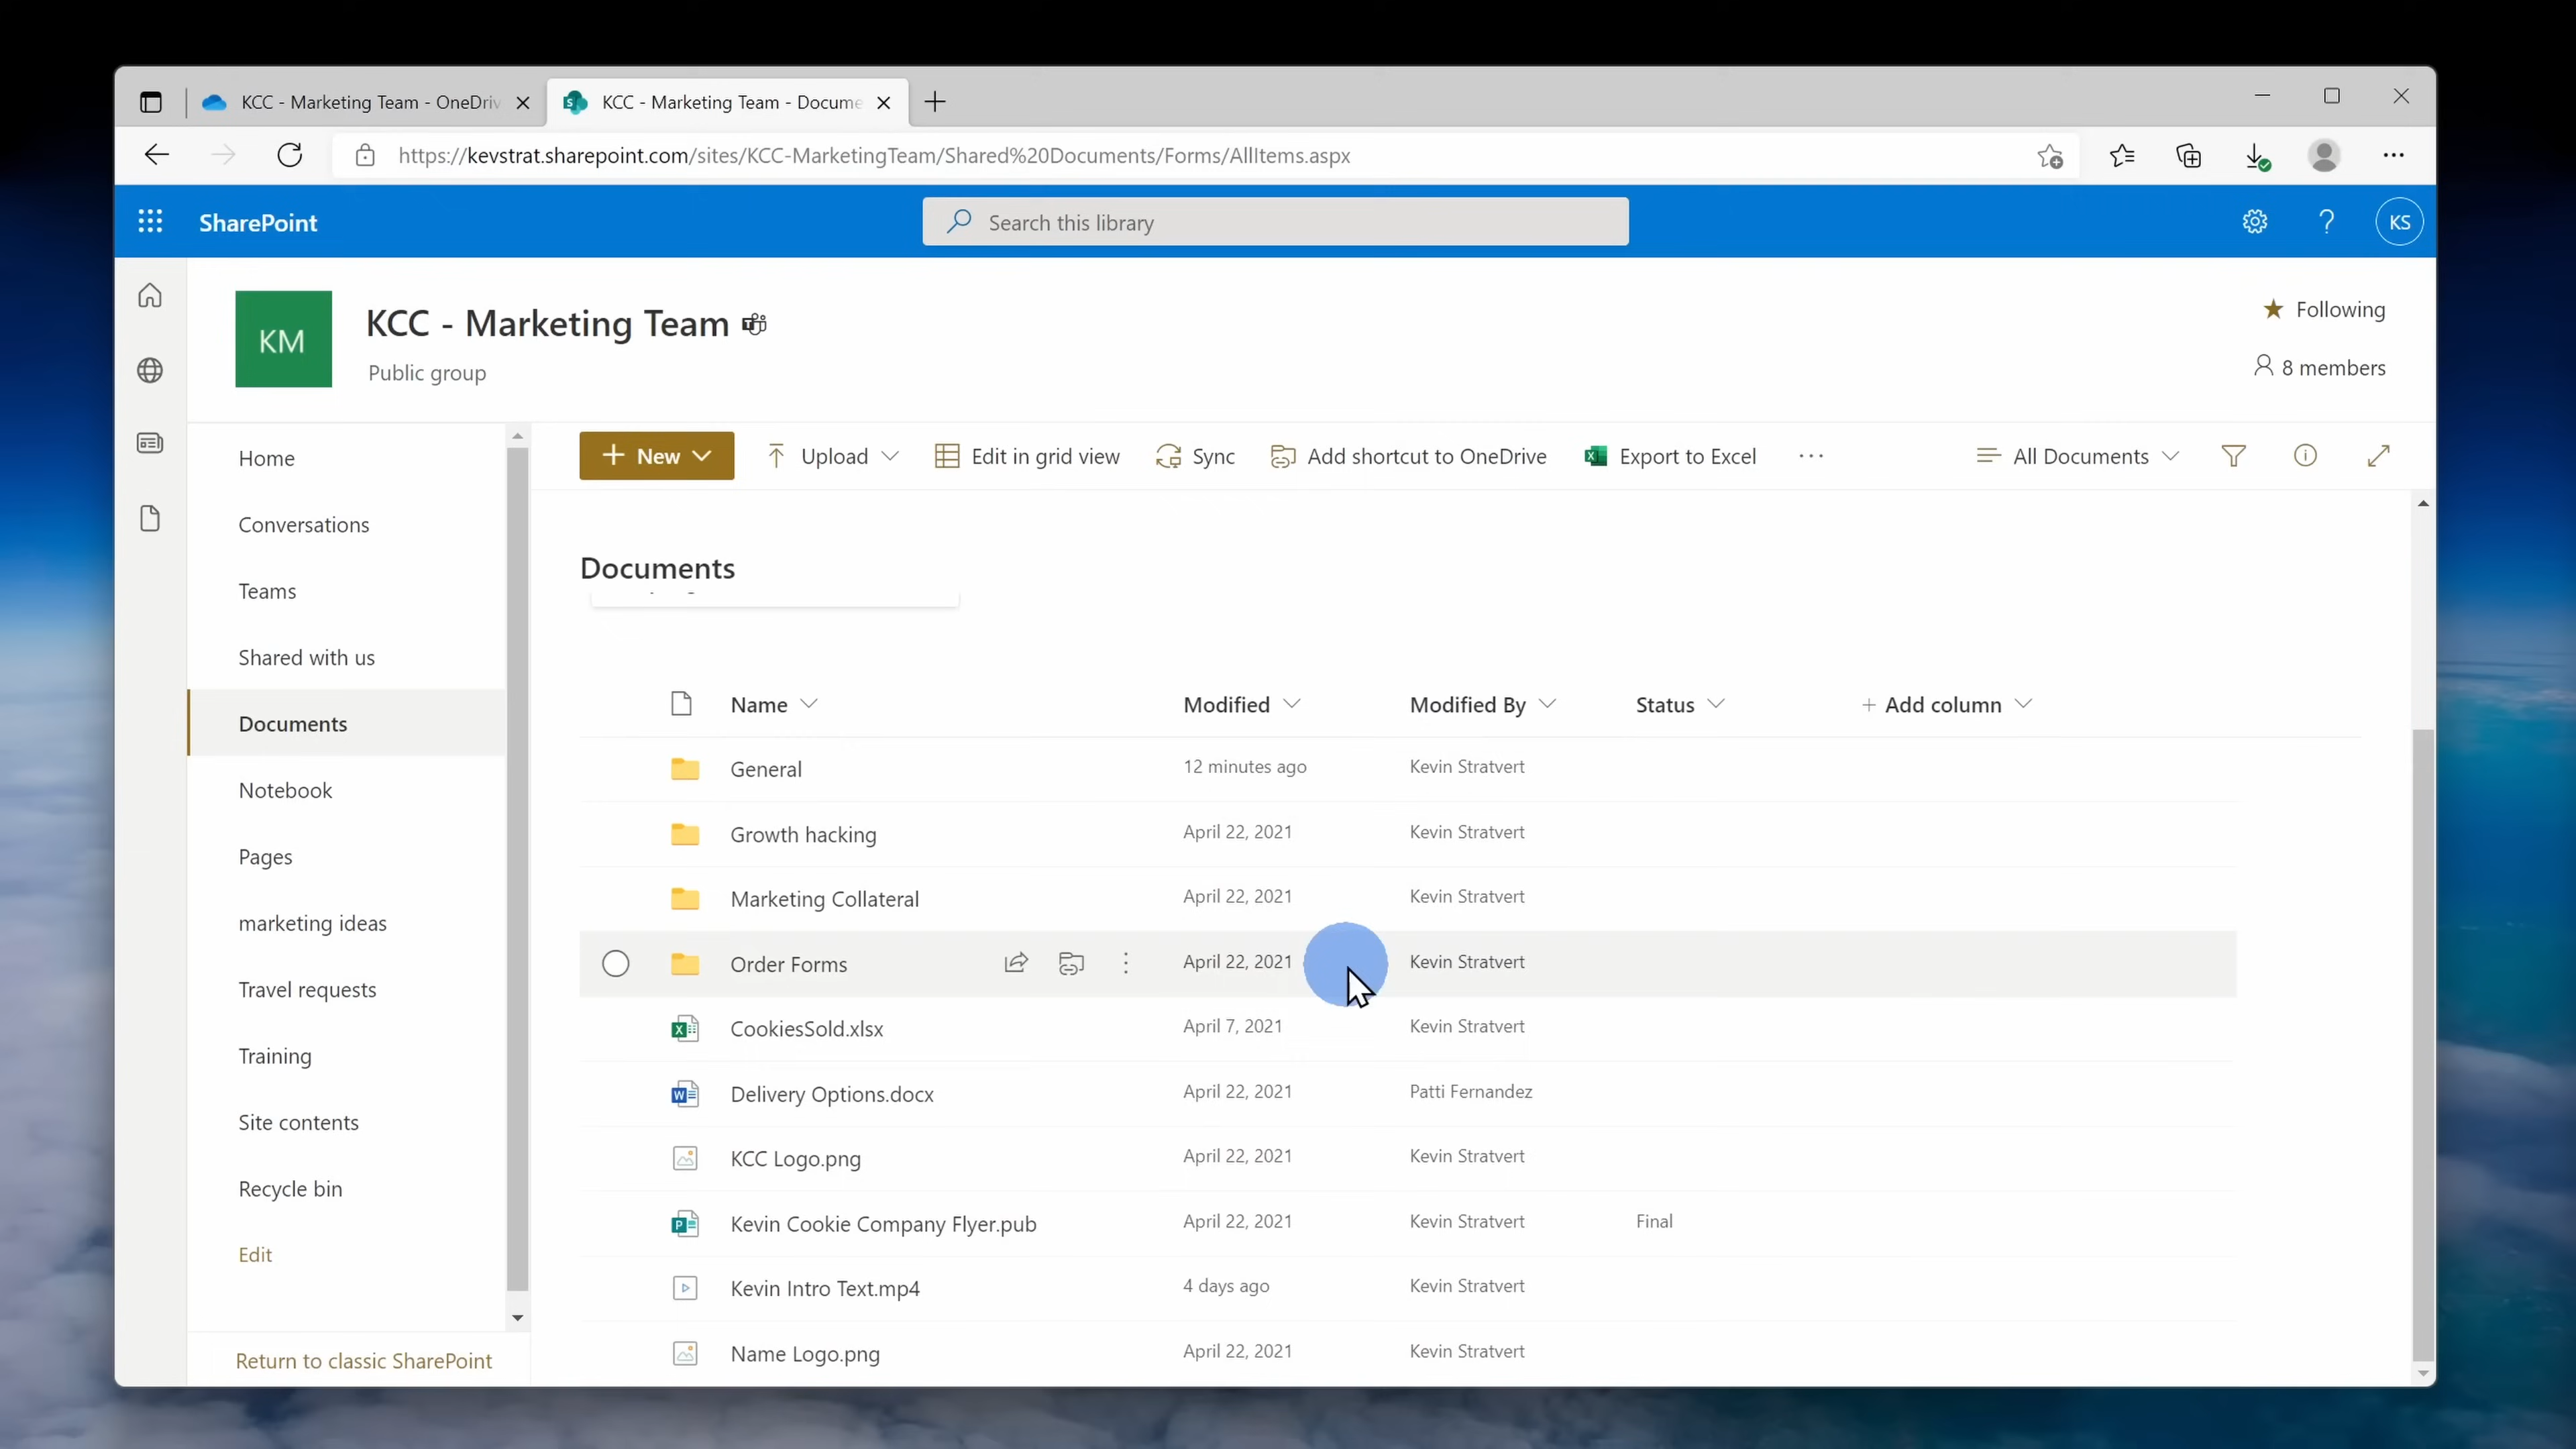 KCC - Marketing Team - OneDriv
KCC - Marketing Team - Docume
https://kevstrat.sharepoint.com/sites/KCC-MarketingTeam/Shared%20Documents/Forms/AllItems.aspx
SharePoint
Search this library
KS
KM
KCC - Marketing Team
Public group
Following
8 members
Home
Conversations
Teams
Shared with us
Documents
Notebook
Pages
marketing ideas
Travel requests
Training
Site contents
Recycle bin
Edit
Return to classic SharePoint
+ New
Upload
Edit in grid view
Sync
Add shortcut to OneDrive
Export to Excel
...
All Documents
Documents
Name Modified Modified By Status + Add column
General 12 minutes ago Kevin Stratvert
Growth hacking April 22, 2021 Kevin Stratvert
Marketing Collateral April 22, 2021 Kevin Stratvert
Order Forms April 22, 2021 Kevin Stratvert
CookiesSold.xlsx April 7, 2021 Kevin Stratvert
Delivery Options.docx April 22, 2021 Patti Fernandez
KCC Logo.png April 22, 2021 Kevin Stratvert
Kevin Cookie Company Flyer.pub April 22, 2021 Kevin Stratvert Final
Kevin Intro Text.mp4 4 days ago Kevin Stratvert
Name Logo.png April 22, 2021 Kevin Stratvert